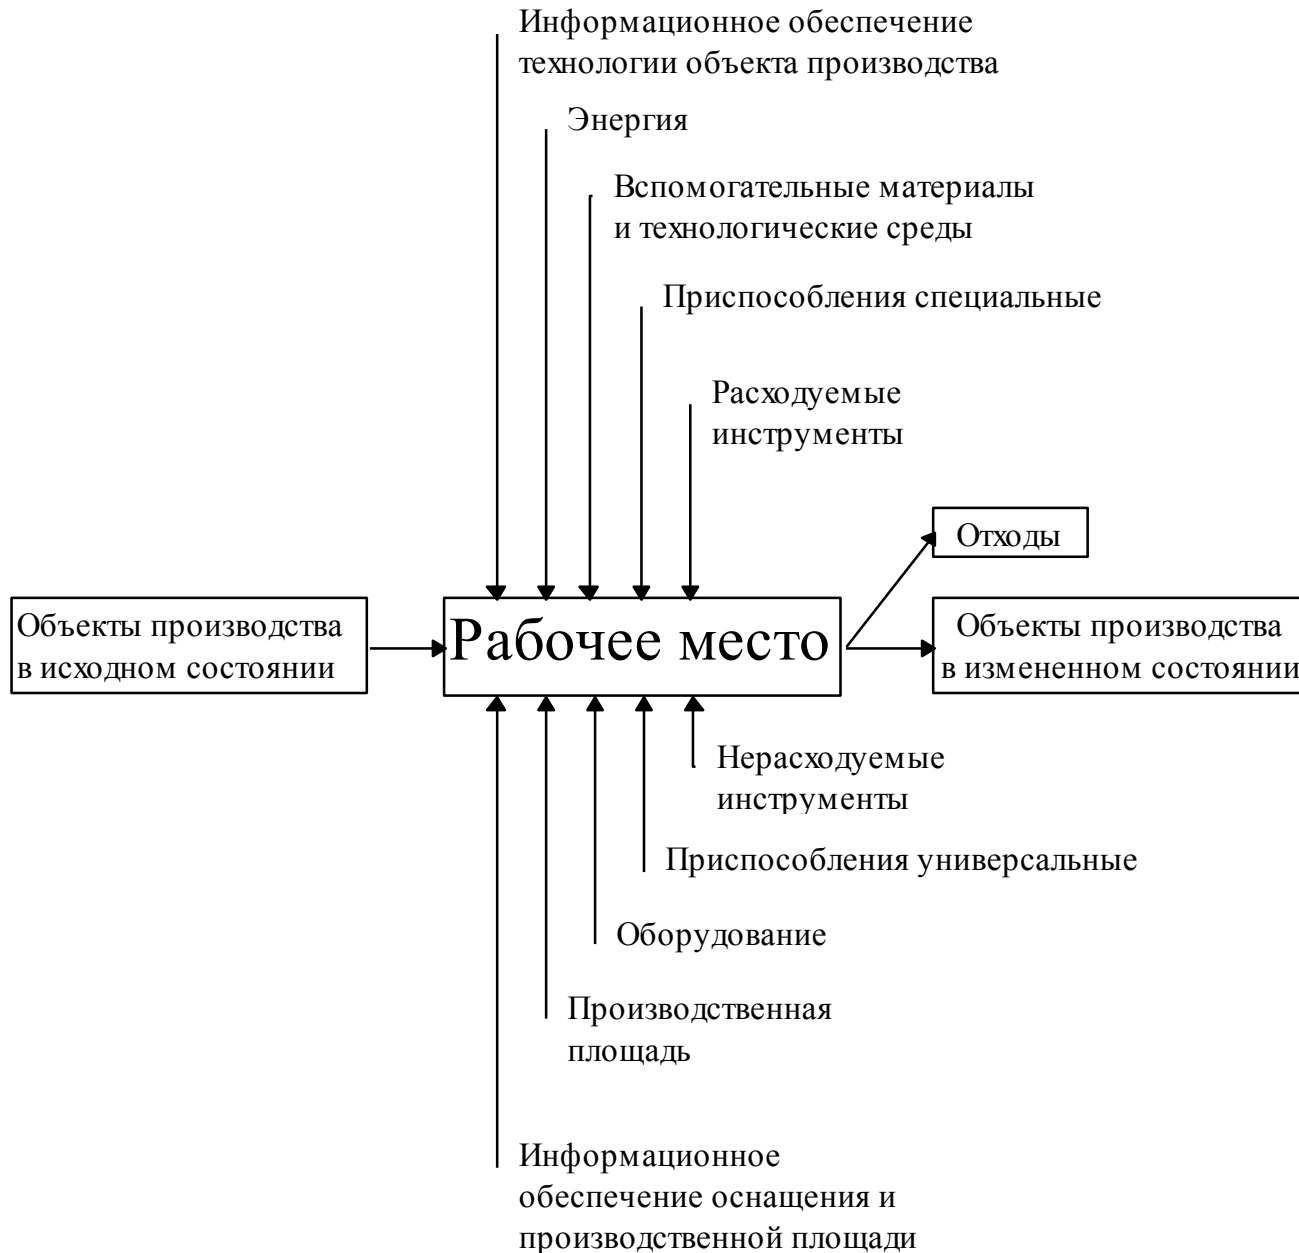 Информационное обеспечение
технологии объекта производства
Энергия
Вспомогательные материалы
и технологические среды
Приспособления специальные
Расходуемые
инструменты
Отходы
Объекты производства
в исходном состоянии
Рабочее место
Объекты производства
в измененном состоянии
Нерасходуемые
инструменты
Приспособления универсальные
Оборудование
Производственная
площадь
Информационное
обеспечение оснащения и
производственной площади